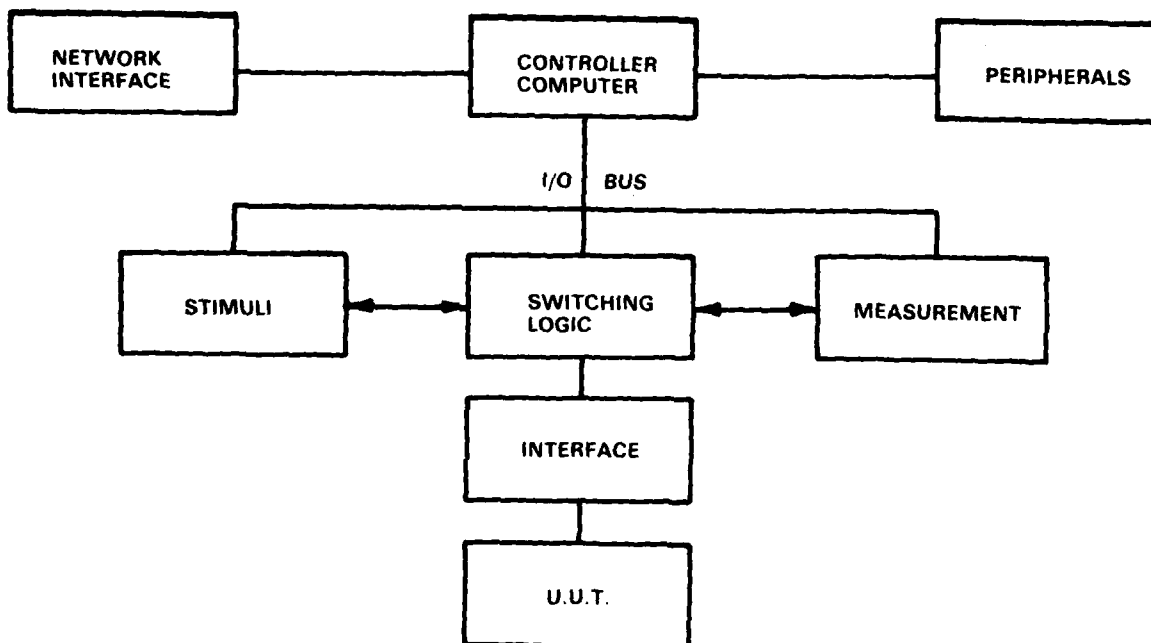 NETWORK
INTERFACE
CONTROLLER
COMPUTER
PERIPHERALS
I/O BUS
STIMULI
SWITCHING
LOGIC
MEASUREMENT
INTERFACE
U.U.T.